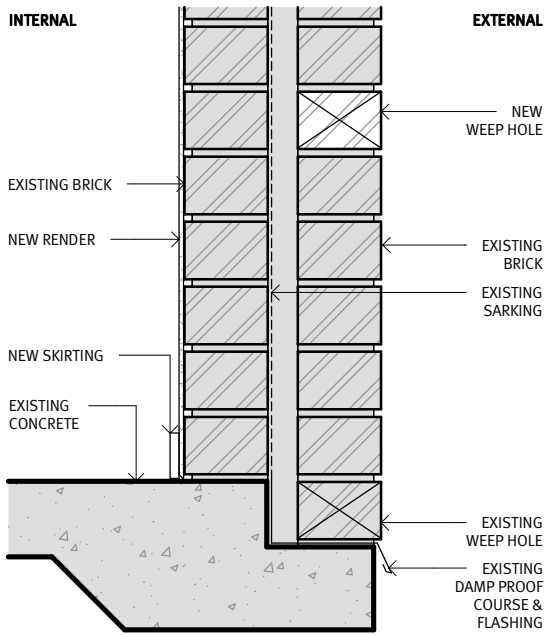 INTERNAL
EXTERNAL
NEW
WEEP HOLE
EXISTING BRICK
NEW RENDER
EXISTING
BRICK
EXISTING
SARKING
NEW SKIRTING
EXISTING
CONCRETE
EXISTING
WEEP HOLE
EXISTING
DAMP PROOF
COURSE &
FLASHING